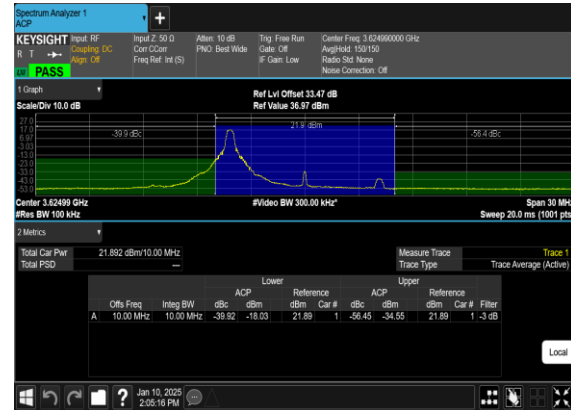 Spectrum Analyzer 1
ACP
+
KEYSIGHT Input: RF
R T Coupling: DC
Align: Off
LXI PASS
Input Z: 50 Ω
Corr CCorr
Freq Ref: Int (S)
Atten: 10 dB
PNO: Best Wide
Trig: Free Run
Gate: Off
IF Gain: Low
Center Freq: 3.624990000 GHz
Avg|Hold: 150/150
Radio Std: None
Noise Correction: Off
1 Graph
Scale/Div 10.0 dB
Ref Lvl Offset 33.47 dB
Ref Value 36.97 dBm
27.0
17.0
6.97
-3.03
-13.0
-23.0
-33.0
-43.0
-53.0
-39.9 dBc
21.9 dBm
-56.4 dBc
Center 3.62499 GHz
#Res BW 100 kHz
#Video BW 300.00 kHz*
Span 30 MHz
Sweep 20.0 ms (1001 pts
2 Metrics
Total Car Pwr 21.892 dBm/10.00 MHz
Total PSD ---
Measure Trace Trace 1
Trace Type Trace Average (Active)
Lower Upper
ACP Reference ACP Reference
Offs Freq Integ BW dBc dBm dBm Car # dBc dBm dBm Car # Filter
A 10.00 MHz 10.00 MHz -39.92 -18.03 21.89 1 -56.45 -34.55 21.89 1 -3 dB
Local
?
Jan 10, 2025
2:05:16 PM